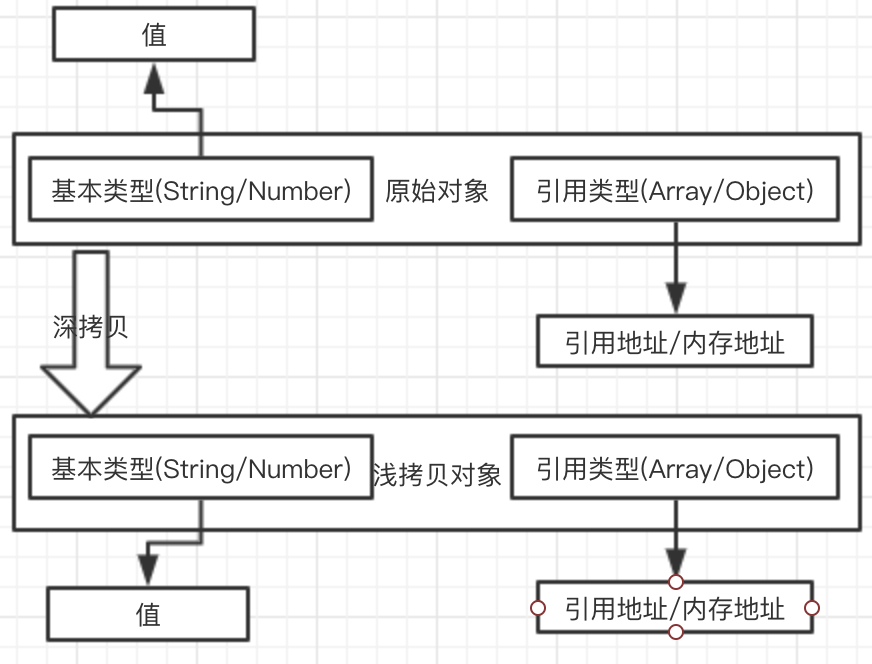 值
基本类型(String/Number)
原始对象
引用类型(Array/Object)
深拷贝
引用地址/内存地址
基本类型(String/Number)
浅拷贝对象
引用类型(Array/Object)
值
引用地址/内存地址